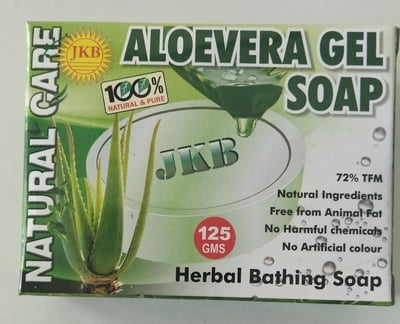 NATURAL CARE
JKB
ALOEVERA GEL
SOAP
100%
NATURAL & PURE
JKB
72% TFM
Natural Ingredients
Free from Animal Fat
No Harmful chemicals
No Artificial colour
125
GMS
Herbal Bathing Soap